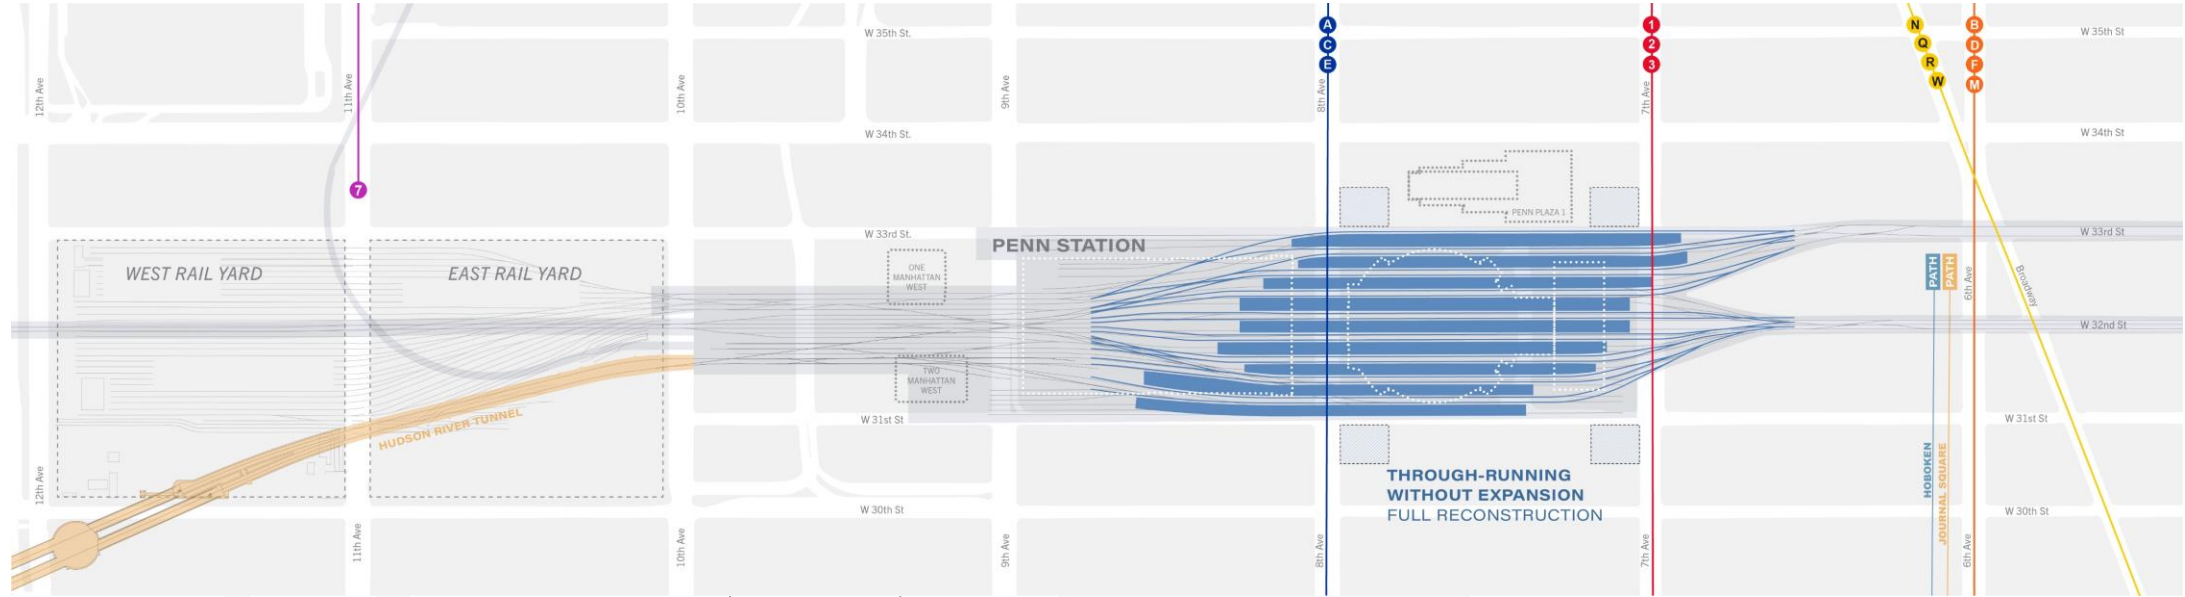 W 35th St.
W 35th St
A
C
E
1
2
3
N
Q
R
W
B
D
F
M
12th Ave
11th Ave
10th Ave
9th Ave
8th Ave
7th Ave
W 34th St.
W 34th St
7
PENN PLAZA 1
W 33rd St.
W 33rd St
PENN STATION
WEST RAIL YARD
EAST RAIL YARD
ONE
MANHATTAN
WEST
PATH
PATH
6th Ave
Broadway
W 32nd St
TWO
MANHATTAN
WEST
HUDSON RIVER TUNNEL
W 31st St
W 31st St
THROUGH-RUNNING
WITHOUT EXPANSION
FULL RECONSTRUCTION
HOBOKEN
JOURNAL SQUARE
W 30th St
W 30th St
12th Ave
11th Ave
10th Ave
9th Ave
8th Ave
7th Ave
6th Ave